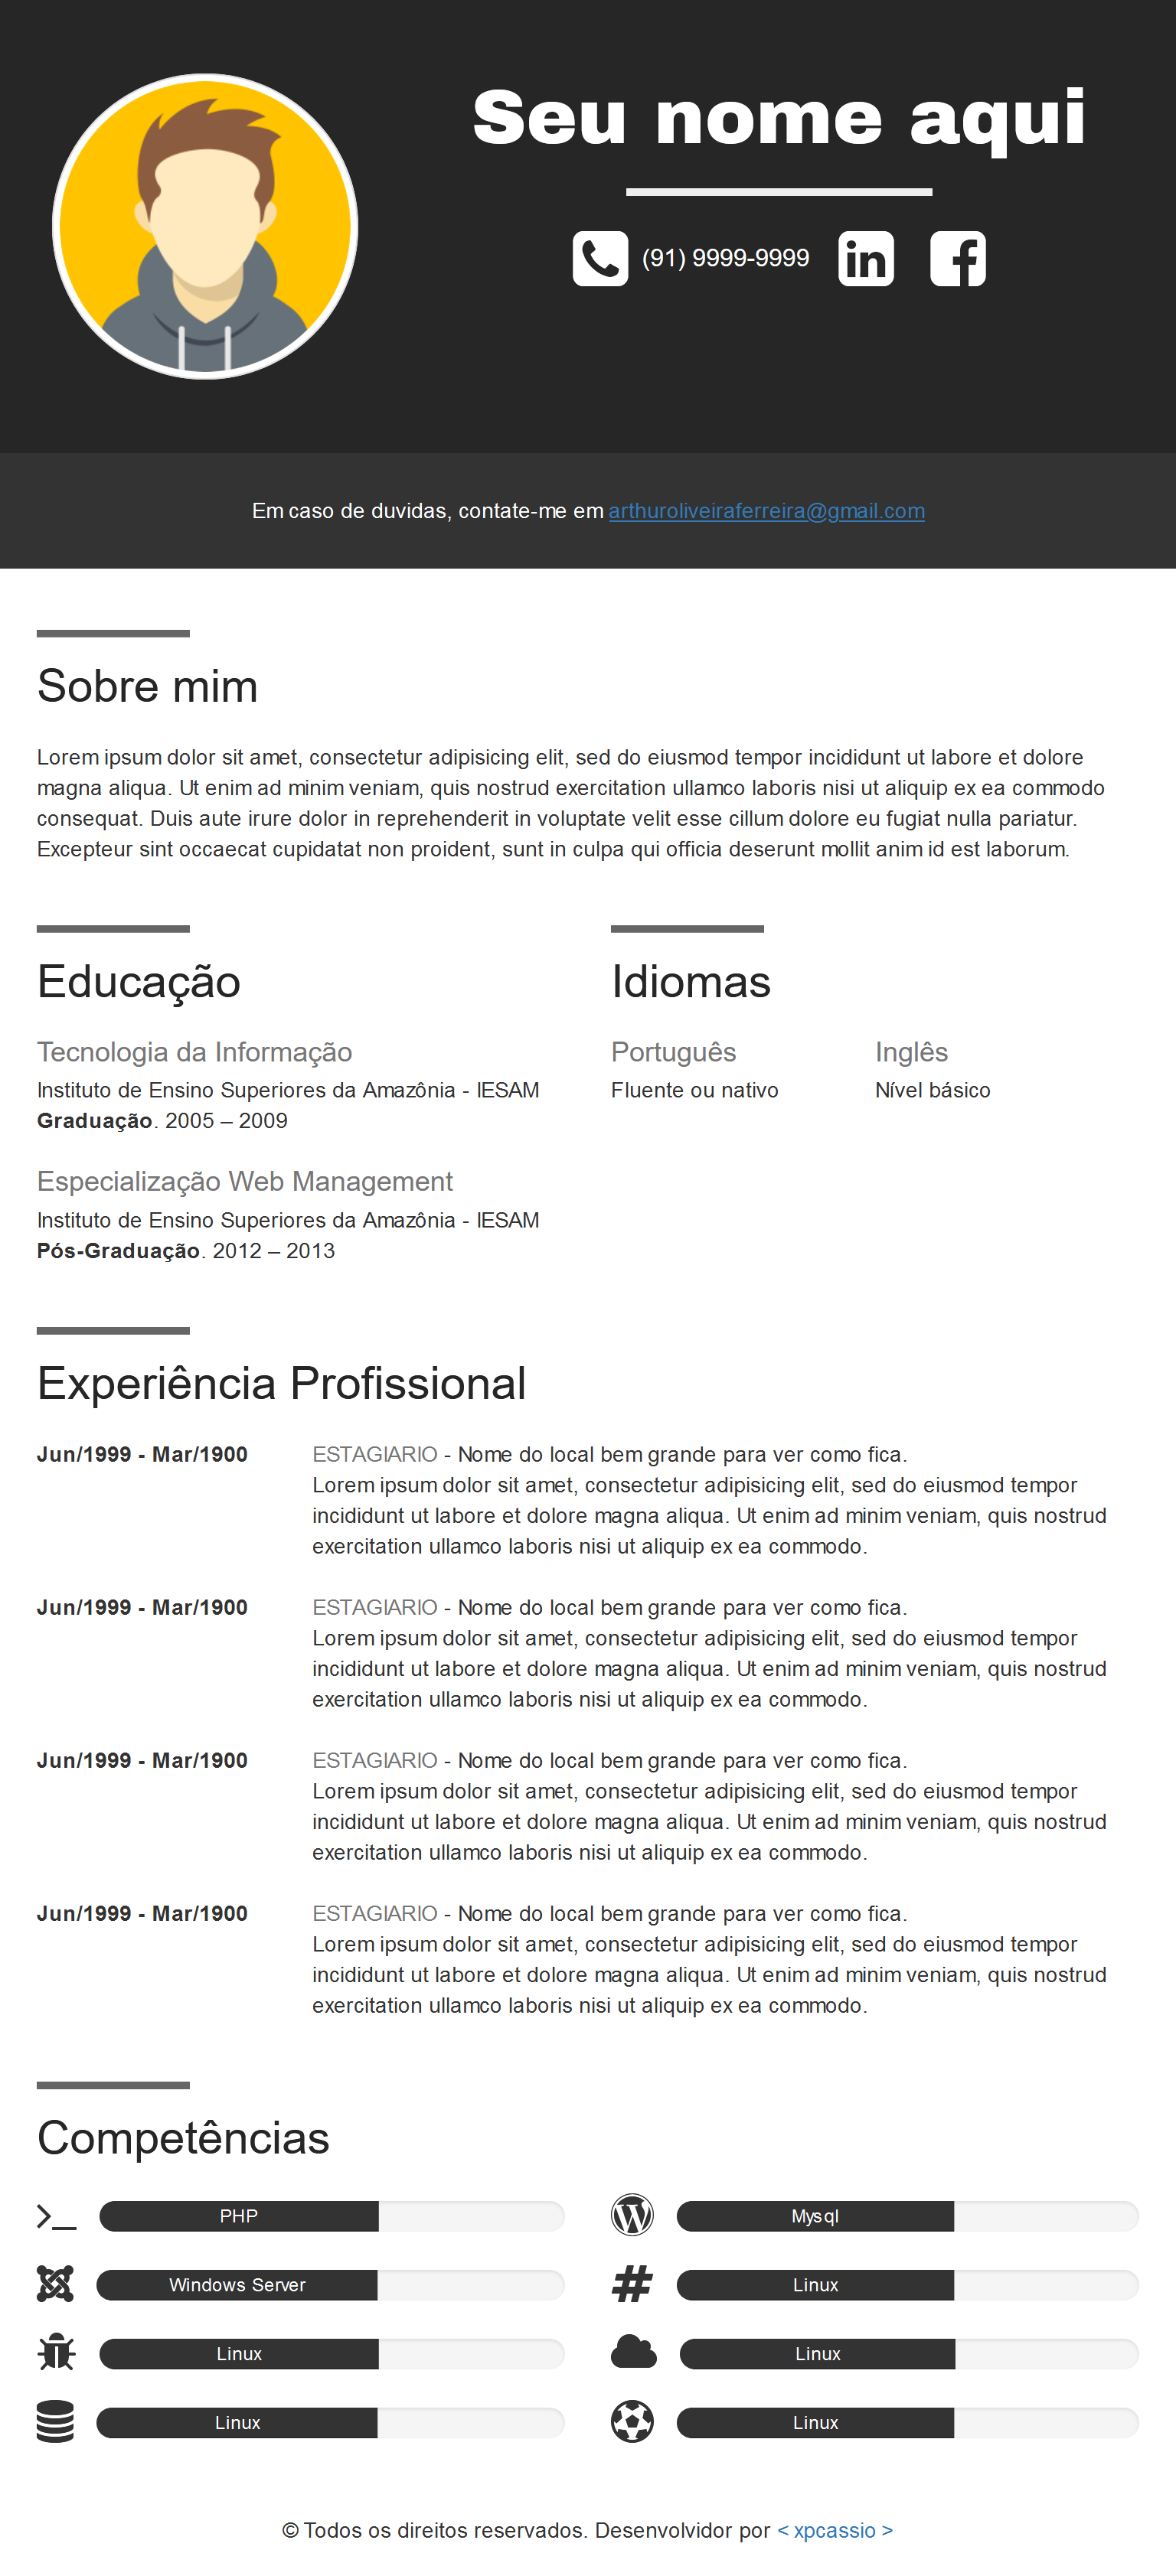 Seu nome aqui
(91) 9999-9999
Em caso de duvidas, contate-me em arthuroliveiraferreira@gmail.com
Sobre mim
Lorem ipsum dolor sit amet, consectetur adipisicing elit, sed do eiusmod tempor incididunt ut labore et dolore
magna aliqua. Ut enim ad minim veniam, quis nostrud exercitation ullamco laboris nisi ut aliquip ex ea commodo
consequat. Duis aute irure dolor in reprehenderit in voluptate velit esse cillum dolore eu fugiat nulla pariatur.
Excepteur sint occaecat cupidatat non proident, sunt in culpa qui officia deserunt mollit anim id est laborum.
Educação
Tecnologia da Informação
Instituto de Ensino Superiores da Amazônia - IESAM
Graduação. 2005 – 2009
Especialização Web Management
Instituto de Ensino Superiores da Amazônia - IESAM
Pós-Graduação. 2012 – 2013
Idiomas
Português
Fluente ou nativo
Inglês
Nível básico
Experiência Profissional
Jun/1999 - Mar/1900
ESTAGIARIO - Nome do local bem grande para ver como fica.
Lorem ipsum dolor sit amet, consectetur adipisicing elit, sed do eiusmod tempor
incididunt ut labore et dolore magna aliqua. Ut enim ad minim veniam, quis nostrud
exercitation ullamco laboris nisi ut aliquip ex ea commodo.
Jun/1999 - Mar/1900
ESTAGIARIO - Nome do local bem grande para ver como fica.
Lorem ipsum dolor sit amet, consectetur adipisicing elit, sed do eiusmod tempor
incididunt ut labore et dolore magna aliqua. Ut enim ad minim veniam, quis nostrud
exercitation ullamco laboris nisi ut aliquip ex ea commodo.
Jun/1999 - Mar/1900
ESTAGIARIO - Nome do local bem grande para ver como fica.
Lorem ipsum dolor sit amet, consectetur adipisicing elit, sed do eiusmod tempor
incididunt ut labore et dolore magna aliqua. Ut enim ad minim veniam, quis nostrud
exercitation ullamco laboris nisi ut aliquip ex ea commodo.
Jun/1999 - Mar/1900
ESTAGIARIO - Nome do local bem grande para ver como fica.
Lorem ipsum dolor sit amet, consectetur adipisicing elit, sed do eiusmod tempor
incididunt ut labore et dolore magna aliqua. Ut enim ad minim veniam, quis nostrud
exercitation ullamco laboris nisi ut aliquip ex ea commodo.
Competências
PHP
Mysql
Windows Server
Linux
Linux
Linux
Linux
Linux
© Todos os direitos reservados. Desenvolvidor por < xpcassio >